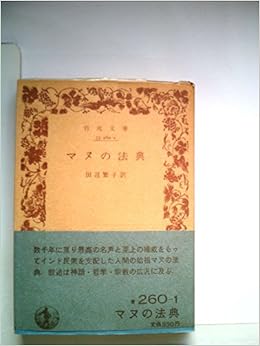 岩波文庫
マヌの法典
田辺繁子訳
数千年に亘り最高の名声と至上の権威をもっ
てインド民衆を支配した人間の始祖マヌの法
典．叙述は神話・哲学・宗教の広汎に及ぶ．
青 260-1
マヌの法典